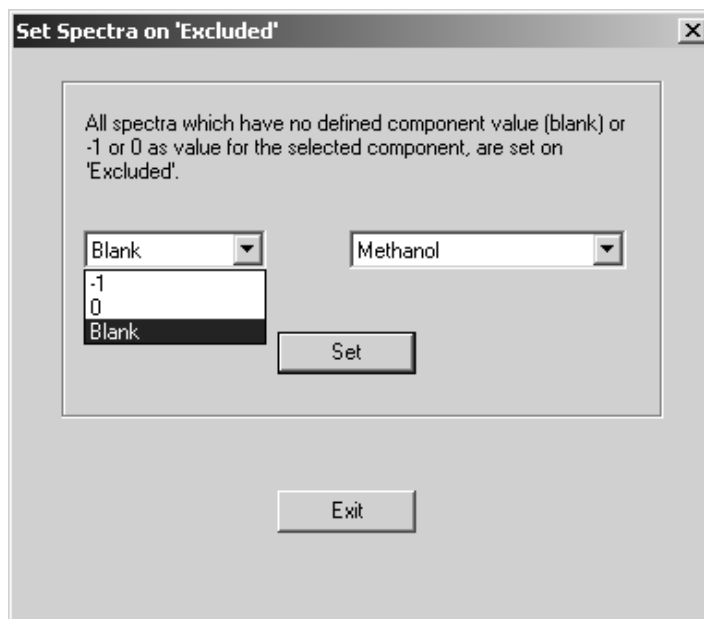 Set Spectra on 'Excluded'
All spectra which have no defined component value (blank) or
-1 or 0 as value for the selected component, are set on
'Excluded'.
Blank
Methanol
-1
0
Blank
Set
Exit